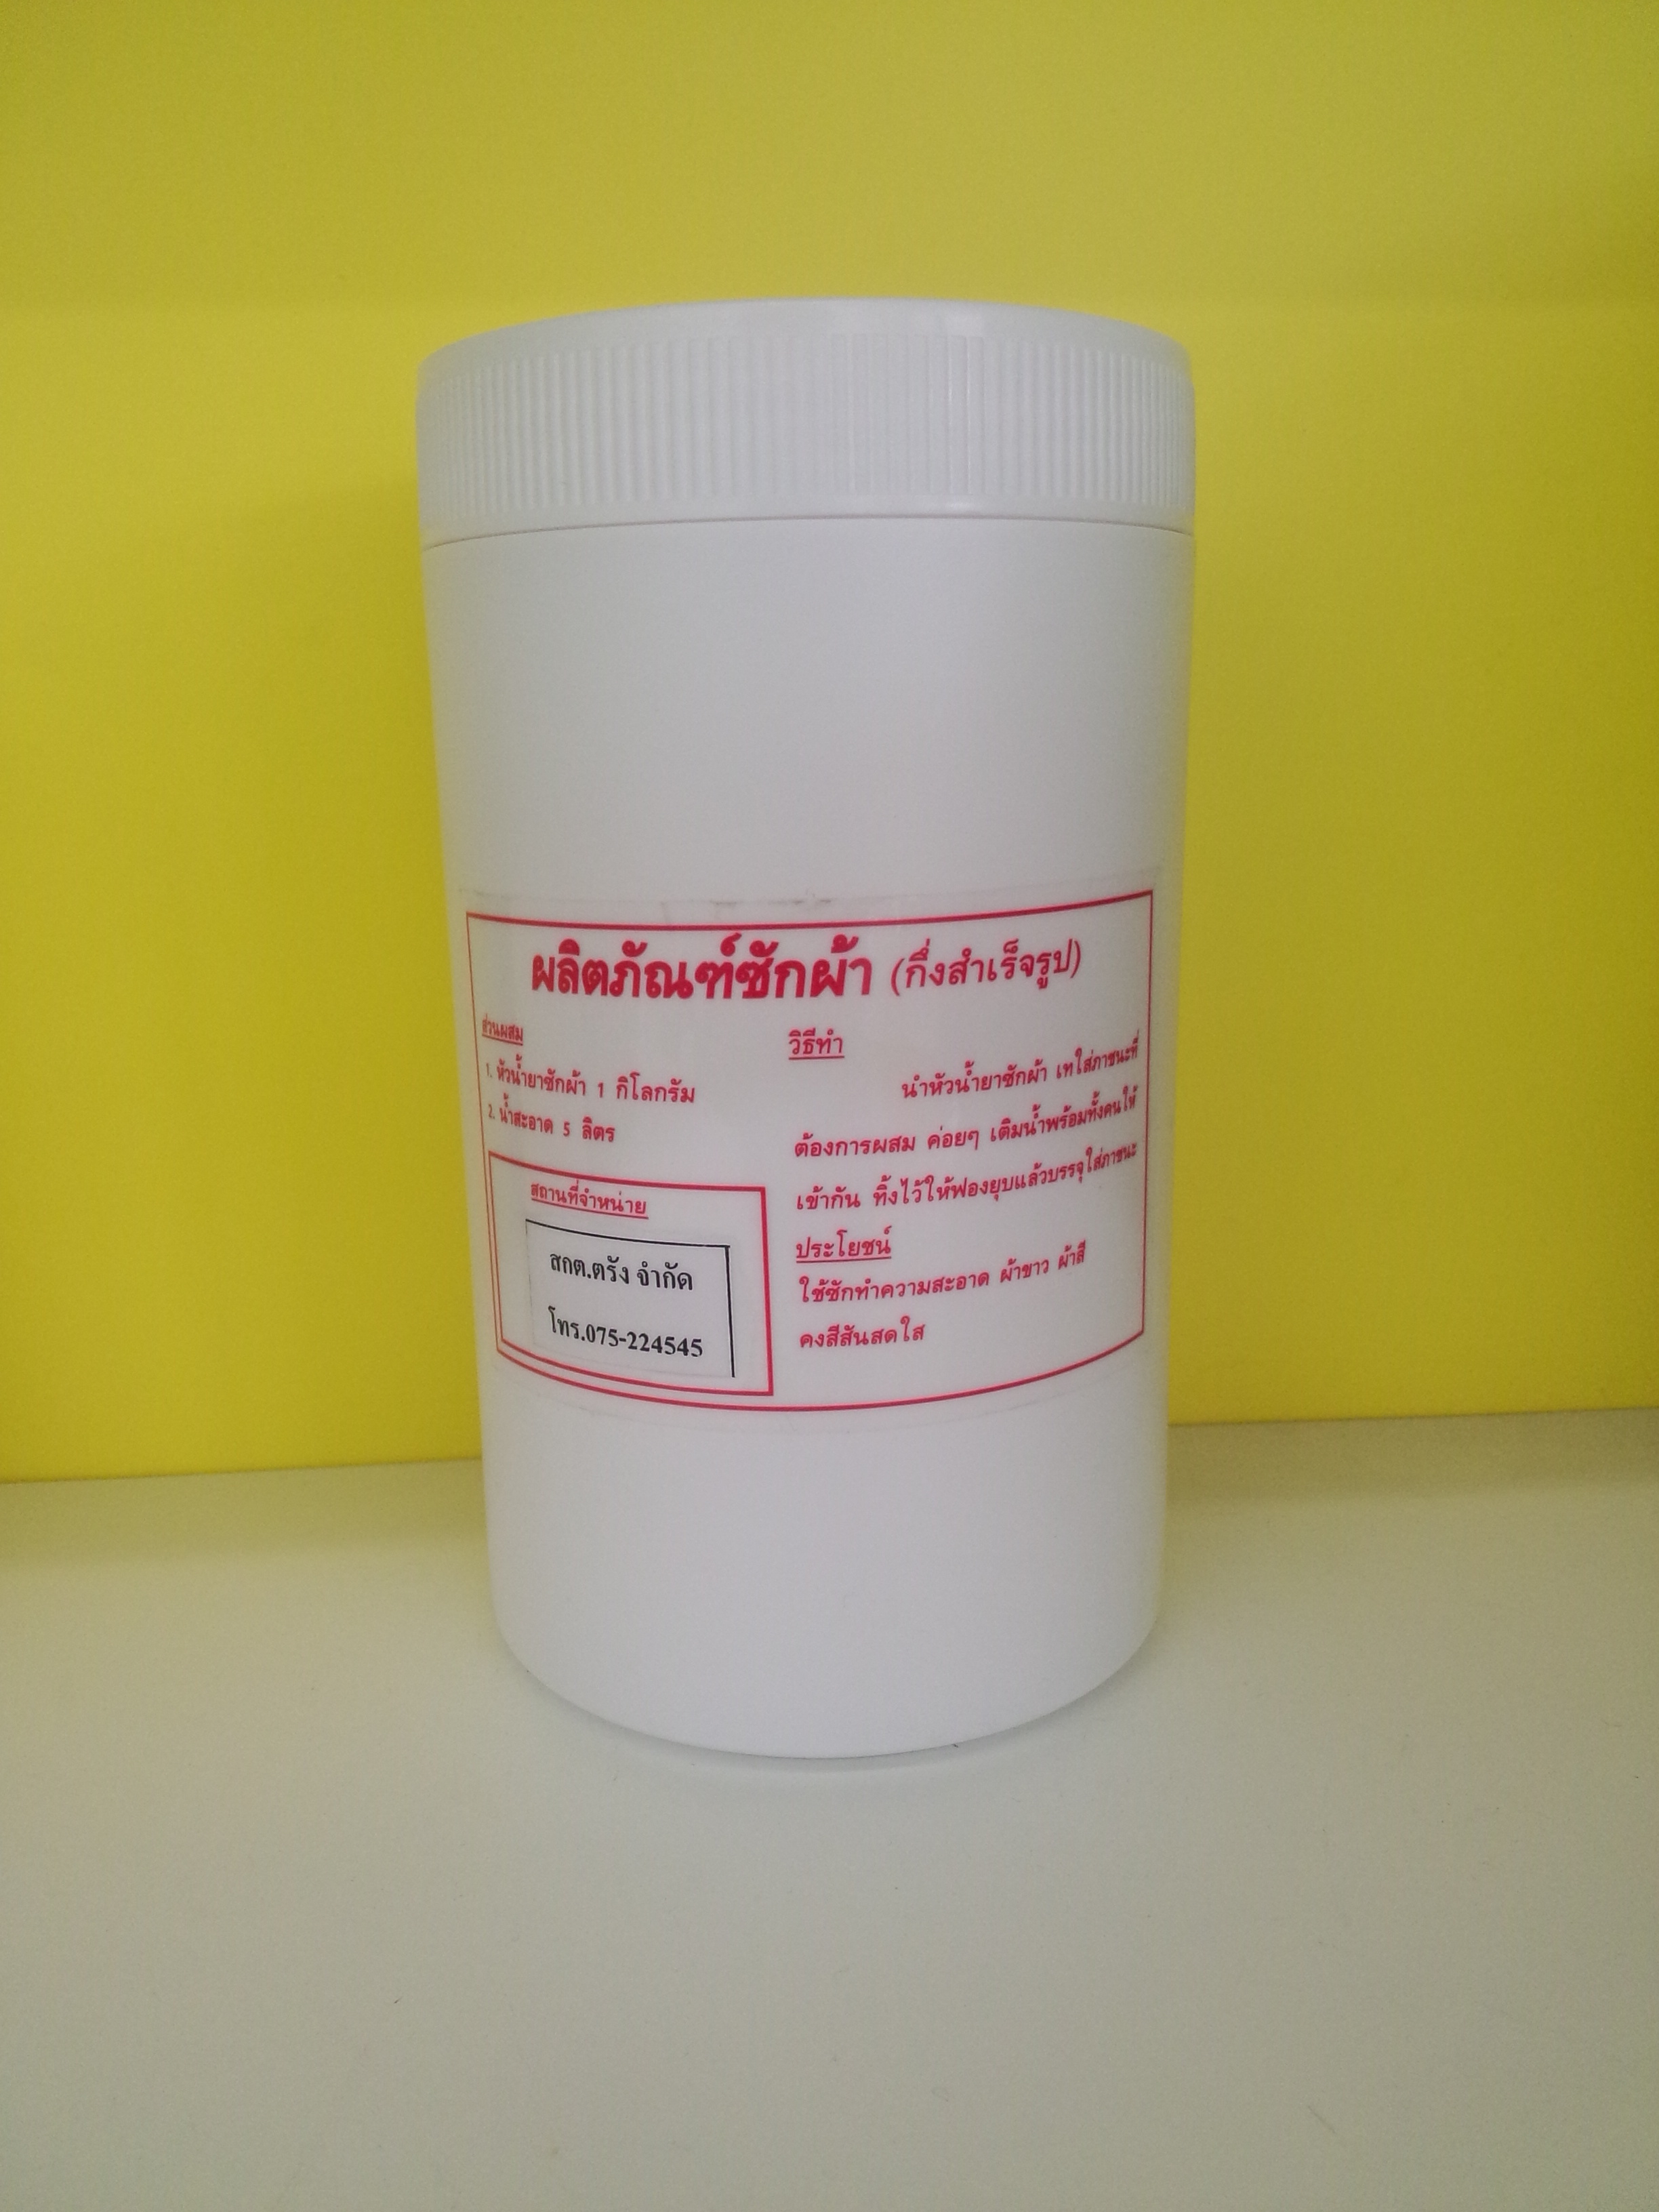 ผลิตภัณฑ์ซักผ้า (กึ่งสำเร็จรูป)
ส่วนผสม
1. หัวน้ำยาซักผ้า 1 กิโลกรัม
2. น้ำสะอาด 5 ลิตร
สถานที่จำหน่าย
สกต.ตรัง จำกัด
โทร.075-224545
วิธีทำ
นำหัวน้ำยาซักผ้า เทใส่ภาชนะที่
ต้องการผสม ค่อยๆ เติมน้ำพร้อมทั้งคนให้
เข้ากัน ทิ้งไว้ให้ฟองยุบแล้วบรรจุใส่ภาชนะ
ประโยชน์
ใช้ซักทำความสะอาด ผ้าขาว ผ้าสี
คงสีสันสดใส